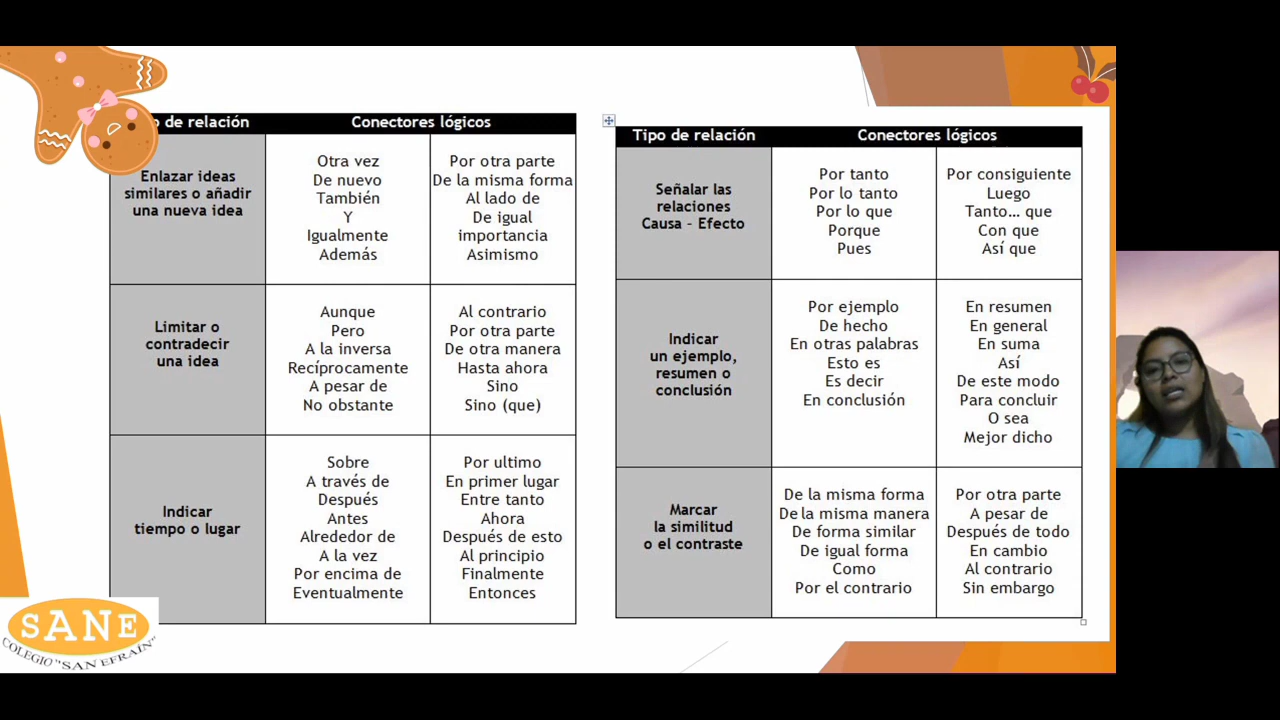 o de relación
Conectores lógicos
Enlazar ideas
similares o añadir
una nueva idea
Otra vez
De nuevo
También
Y
Igualmente
Además
Por otra parte
De la misma forma
Al lado de
De igual
importancia
Asimismo
Limitar o
contradecir
una idea
Aunque
Pero
A la inversa
Recíprocamente
A pesar de
No obstante
Al contrario
Por otra parte
De otra manera
Hasta ahora
Sino
Sino (que)
Indicar
tiempo o lugar
Sobre
A través de
Después
Antes
Alrededor de
A la vez
Por encima de
Eventualmente
Por ultimo
En primer lugar
Entre tanto
Ahora
Después de esto
Al principio
Finalmente
Entonces
Tipo de relación
Conectores lógicos
Señalar las
relaciones
Causa – Efecto
Por tanto
Por lo tanto
Por lo que
Porque
Pues
Por consiguiente
Luego
Tanto… que
Con que
Así que
Indicar
un ejemplo,
resumen o
conclusión
Por ejemplo
De hecho
En otras palabras
Esto es
Es decir
En conclusión
En resumen
En general
En suma
Así
De este modo
Para concluir
O sea
Mejor dicho
Marcar
la similitud
o el contraste
De la misma forma
De la misma manera
De forma similar
De igual forma
Como
Por el contrario
Por otra parte
A pesar de
Después de todo
En cambio
Al contrario
Sin embargo
SANE
COLEGIO "SAN EFRAÍN"